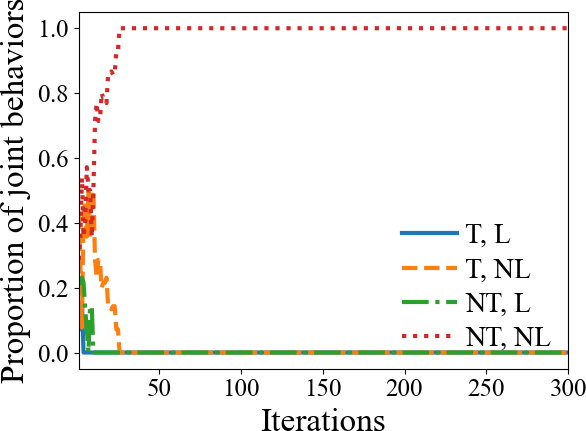 Proportion of joint behaviors
1.0
0.8
0.6
0.4
0.2
0.0
T, L
T, NL
NT, L
NT, NL
50 100 150 200 250 300
Iterations